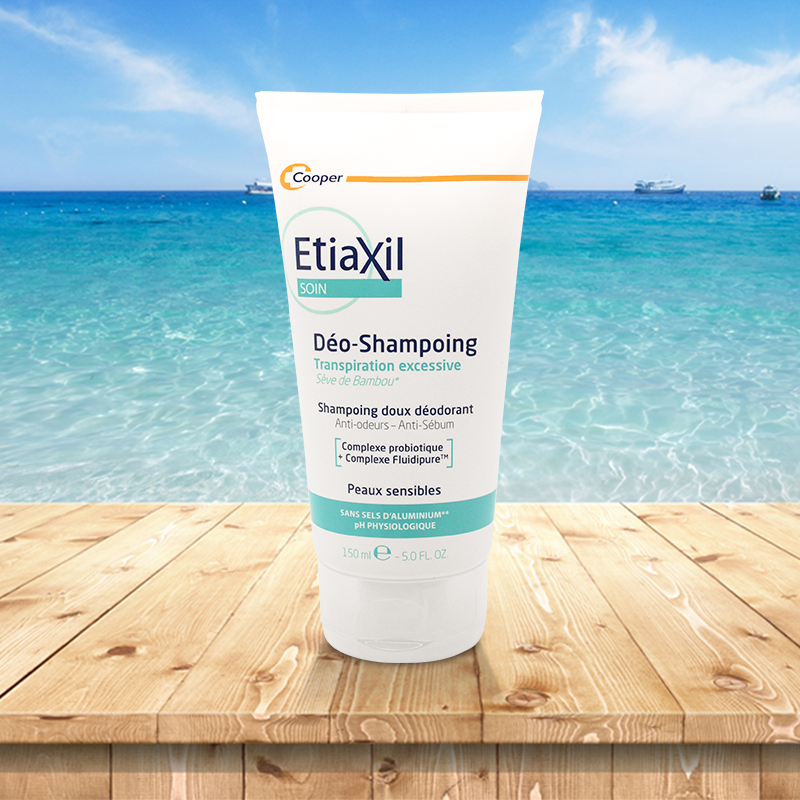 Cooper
EtiaXil
SOIN
Déo-Shampoing
Transpiration excessive
Sève de Bambou*
Shampoing doux déodorant
Anti-odeurs – Anti-Sébum
Complexe probiotique
+ Complexe Fluidipure™
Peaux sensibles
SANS SELS D'ALUMINIUM**
pH PHYSIOLOGIQUE
150 ml ℮ – 5.0 FL. OZ.